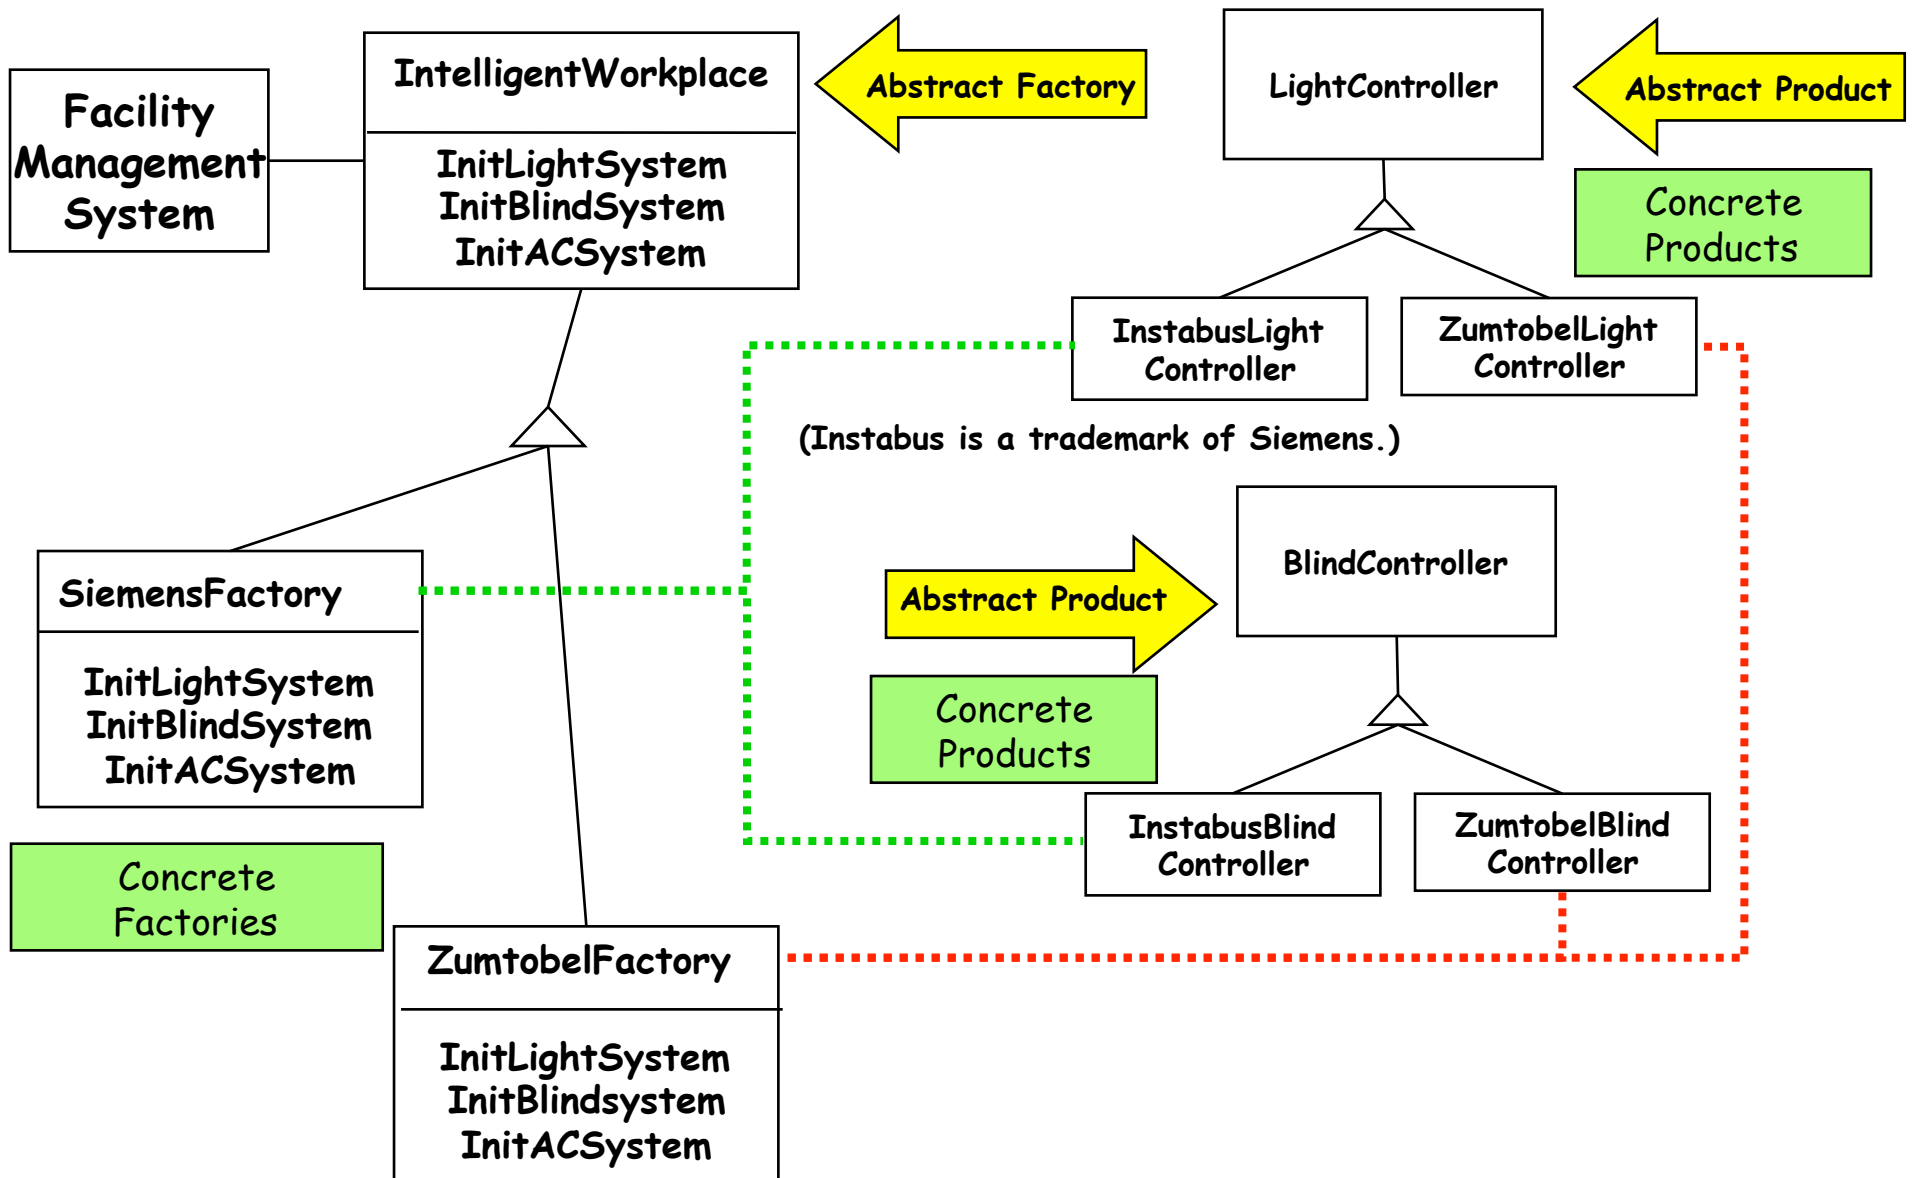 Facility
Management
System
IntelligentWorkplace
InitLightSystem
InitBlindSystem
InitACSystem
Abstract Factory
LightController
Abstract Product
Concrete
Products
InstabusLight
Controller
ZumtobelLight
Controller
(Instabus is a trademark of Siemens.)
SiemensFactory
InitLightSystem
InitBlindSystem
InitACSystem
Abstract Product
BlindController
Concrete
Products
InstabusBlind
Controller
ZumtobelBlind
Controller
Concrete
Factories
ZumtobelFactory
InitLightSystem
InitBlindsystem
InitACSystem